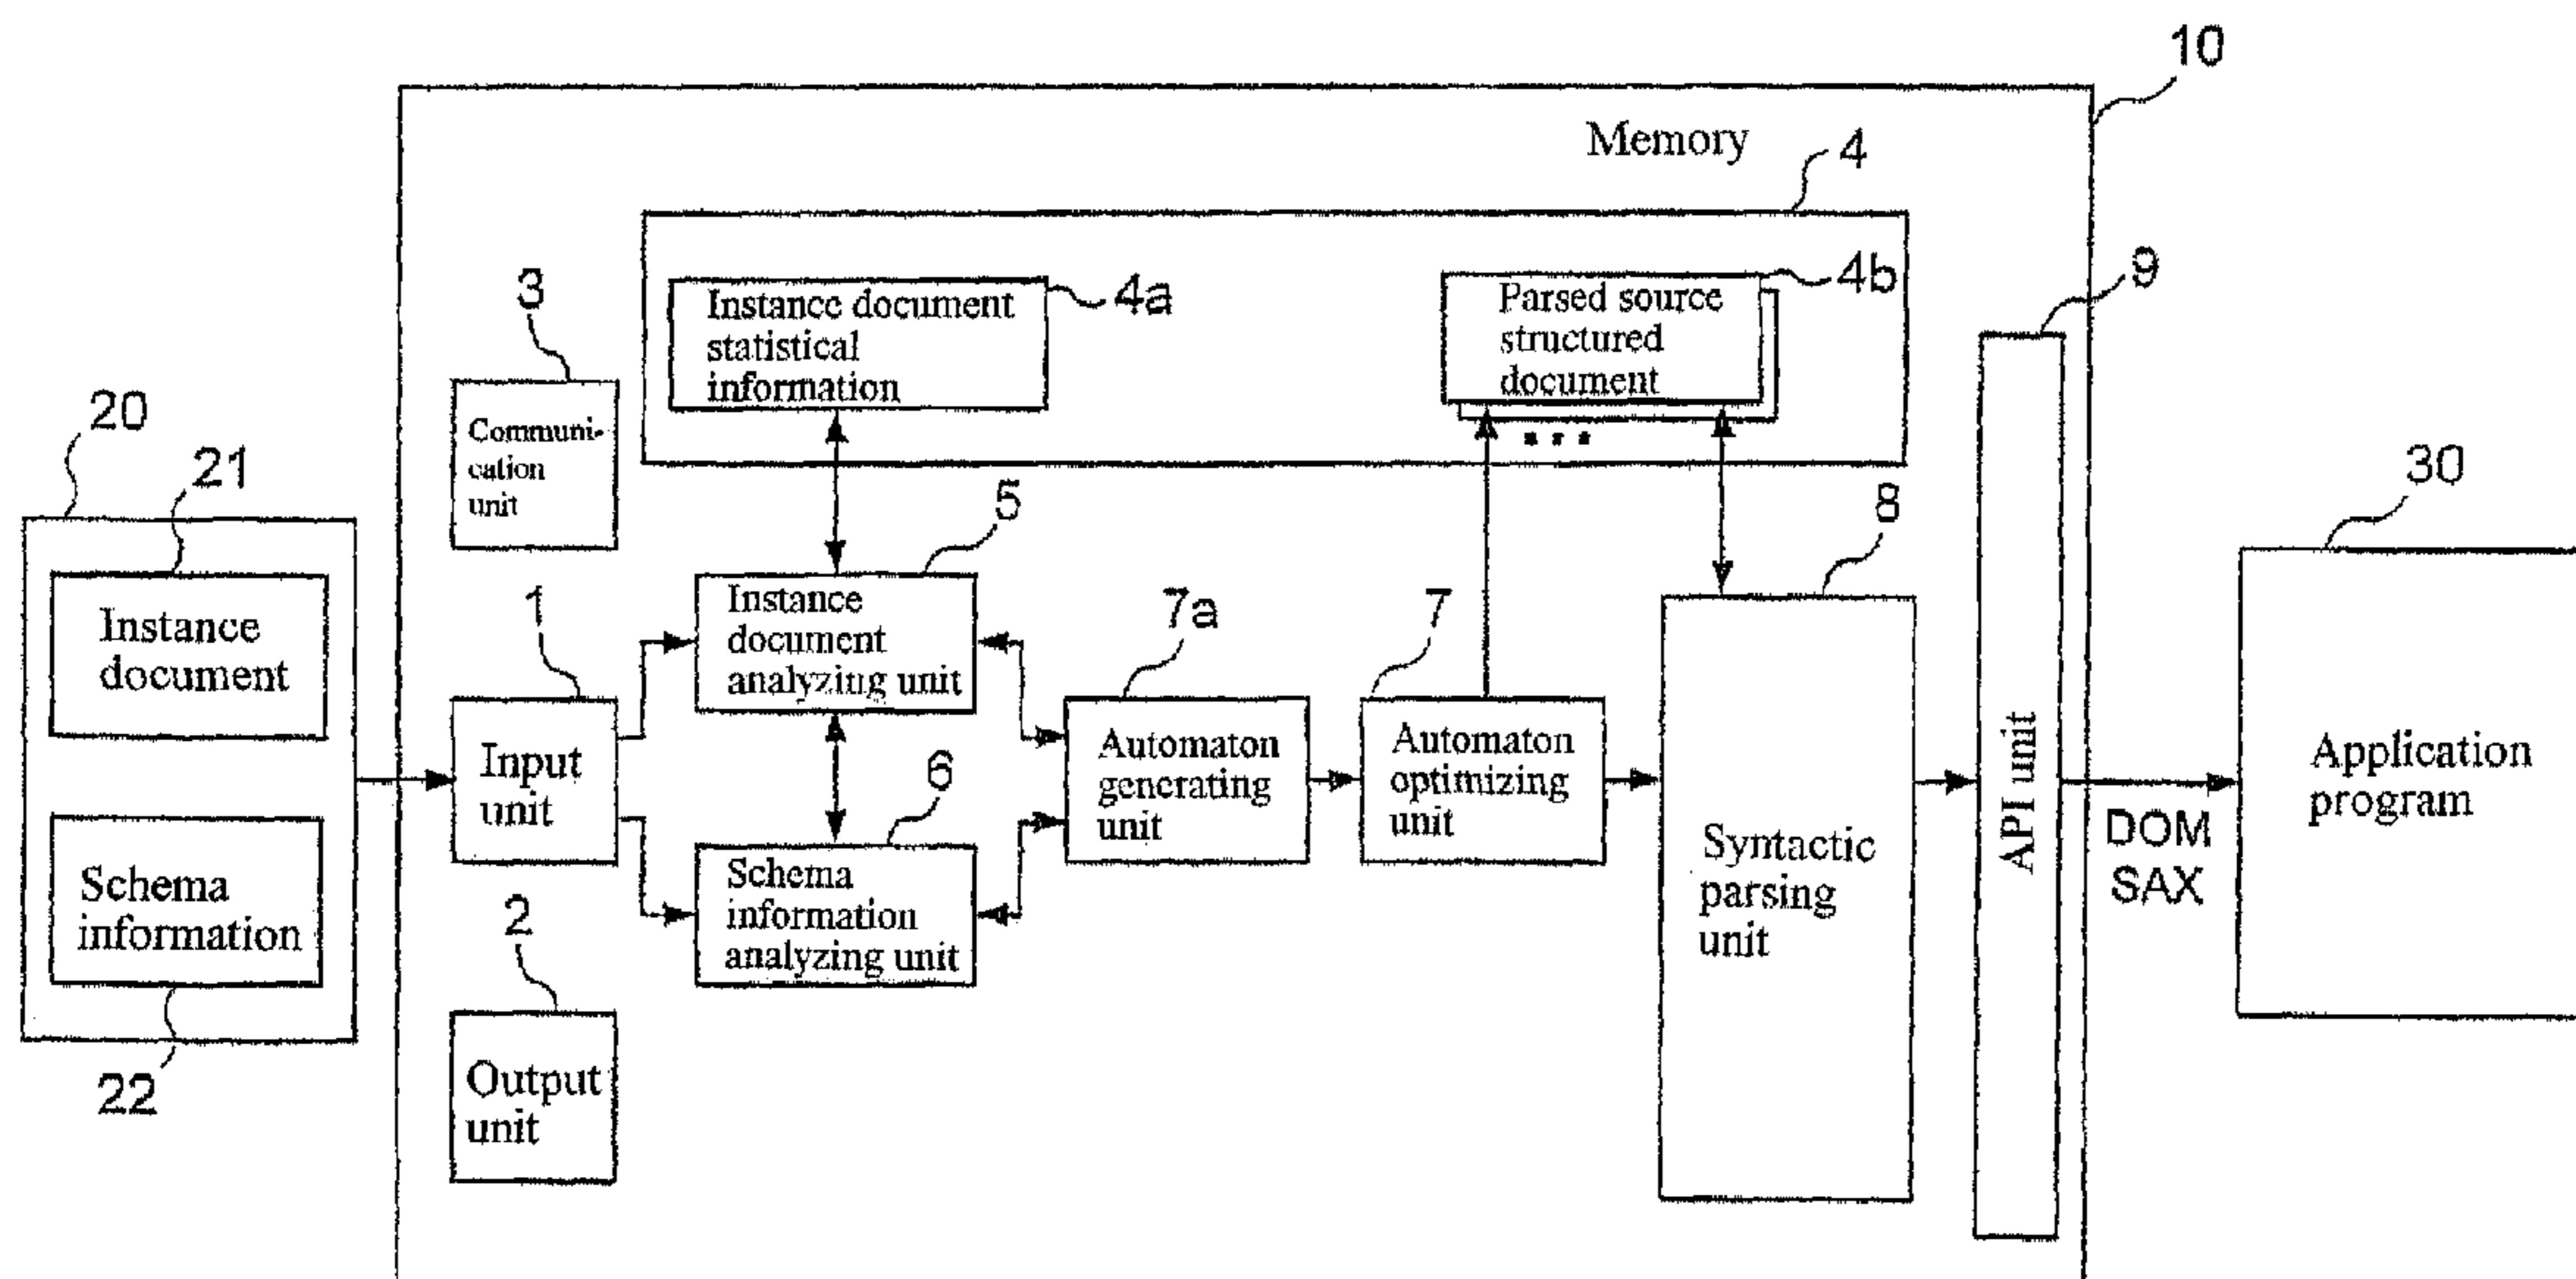 10
Memory
4
9
3
4a
4b
Instance document
statistical
information
Parsed source
structured
document
...
20
21
Communi-
cation
unit
5
8
30
Instance
document
1
Instance
document
analyzing unit
7a
7
Input
unit
6
Automaton
generating
unit
Automaton
optimizing
unit
Syntactic
parsing
unit
API unit
DOM
SAX
Application
program
Schema
information
2
Schema
information
analyzing unit
22
Output
unit